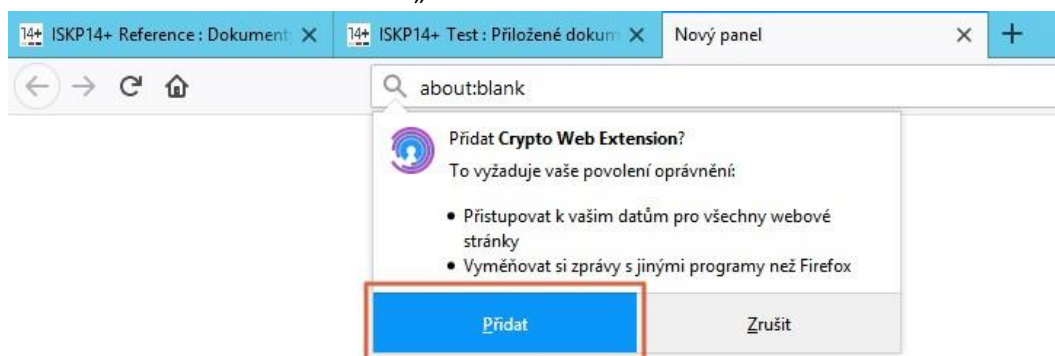 „
ISKP14+ Reference : Dokument
ISKP14+ Test : Přiložené dokum
Nový panel
about:blank
Přidat Crypto Web Extension?
To vyžaduje vaše povolení oprávnění:
• Přistupovat k vašim datům pro všechny webové
stránky
• Vyměňovat si zprávy s jinými programy než Firefox
Přidat
Zrušit